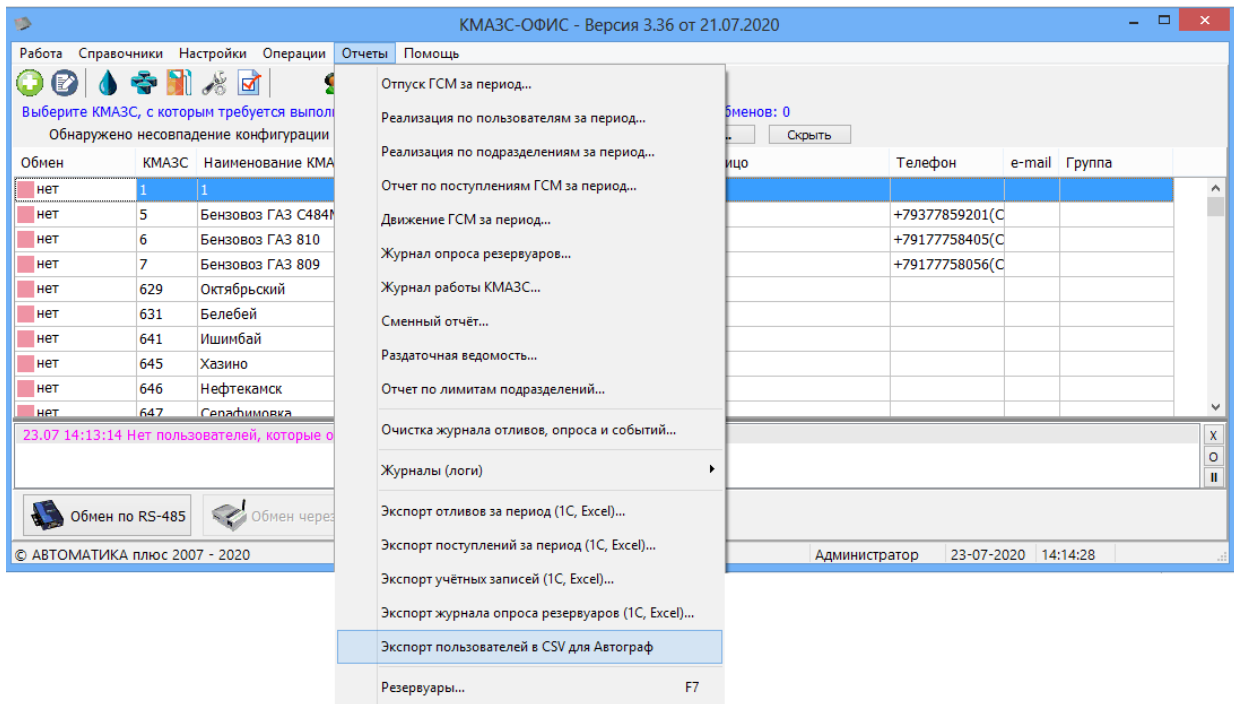 КМАЗС-ОФИС - Версия 3.36 от 21.07.2020
Работа Справочники Настройки Операции Отчеты Помощь
Выберите КМАЗС, с которым требуется обменов: 0
Обнаружено несовпадение конфигурации Скрыть
Обмен КМАЗС Наименование Телефон e-mail Группа
нет 1 1
нет 5 Бензовоз ГАЗ +79377859201(С
нет 6 Бензовоз ГАЗ 810 +79177758405(С
нет 7 Бензовоз ГАЗ 809 +79177758056(С
нет 629 Октябрьский
нет 631 Белебей
нет 641 Ишимбай
нет 645 Хазино
нет 646 Нефтекамск
нет 647 Серафимовка
23.07 14:13:14 Нет пользователей, которые
X
O
II
Обмен по RS-485 Обмен через
© АВТОМАТИКА плюс 2007 - 2020 Администратор 23-07-2020 14:14:28
Отпуск ГСМ за период...
Реализация по пользователям за период...
Реализация по подразделениям за период...
Отчет по поступлениям ГСМ за период...
Движение ГСМ за период...
Журнал опроса резервуаров...
Журнал работы КМАЗС...
Сменный отчёт...
Раздаточная ведомость...
Отчет по лимитам подразделений...
Очистка журнала отливов, опроса и событий...
Журналы (логи)
Экспорт отливов за период (1С, Excel)...
Экспорт поступлений за период (1С, Excel)...
Экспорт учётных записей (1С, Excel)...
Экспорт журнала опроса резервуаров (1С, Excel)...
Экспорт пользователей в CSV для Автограф
Резервуары... F7